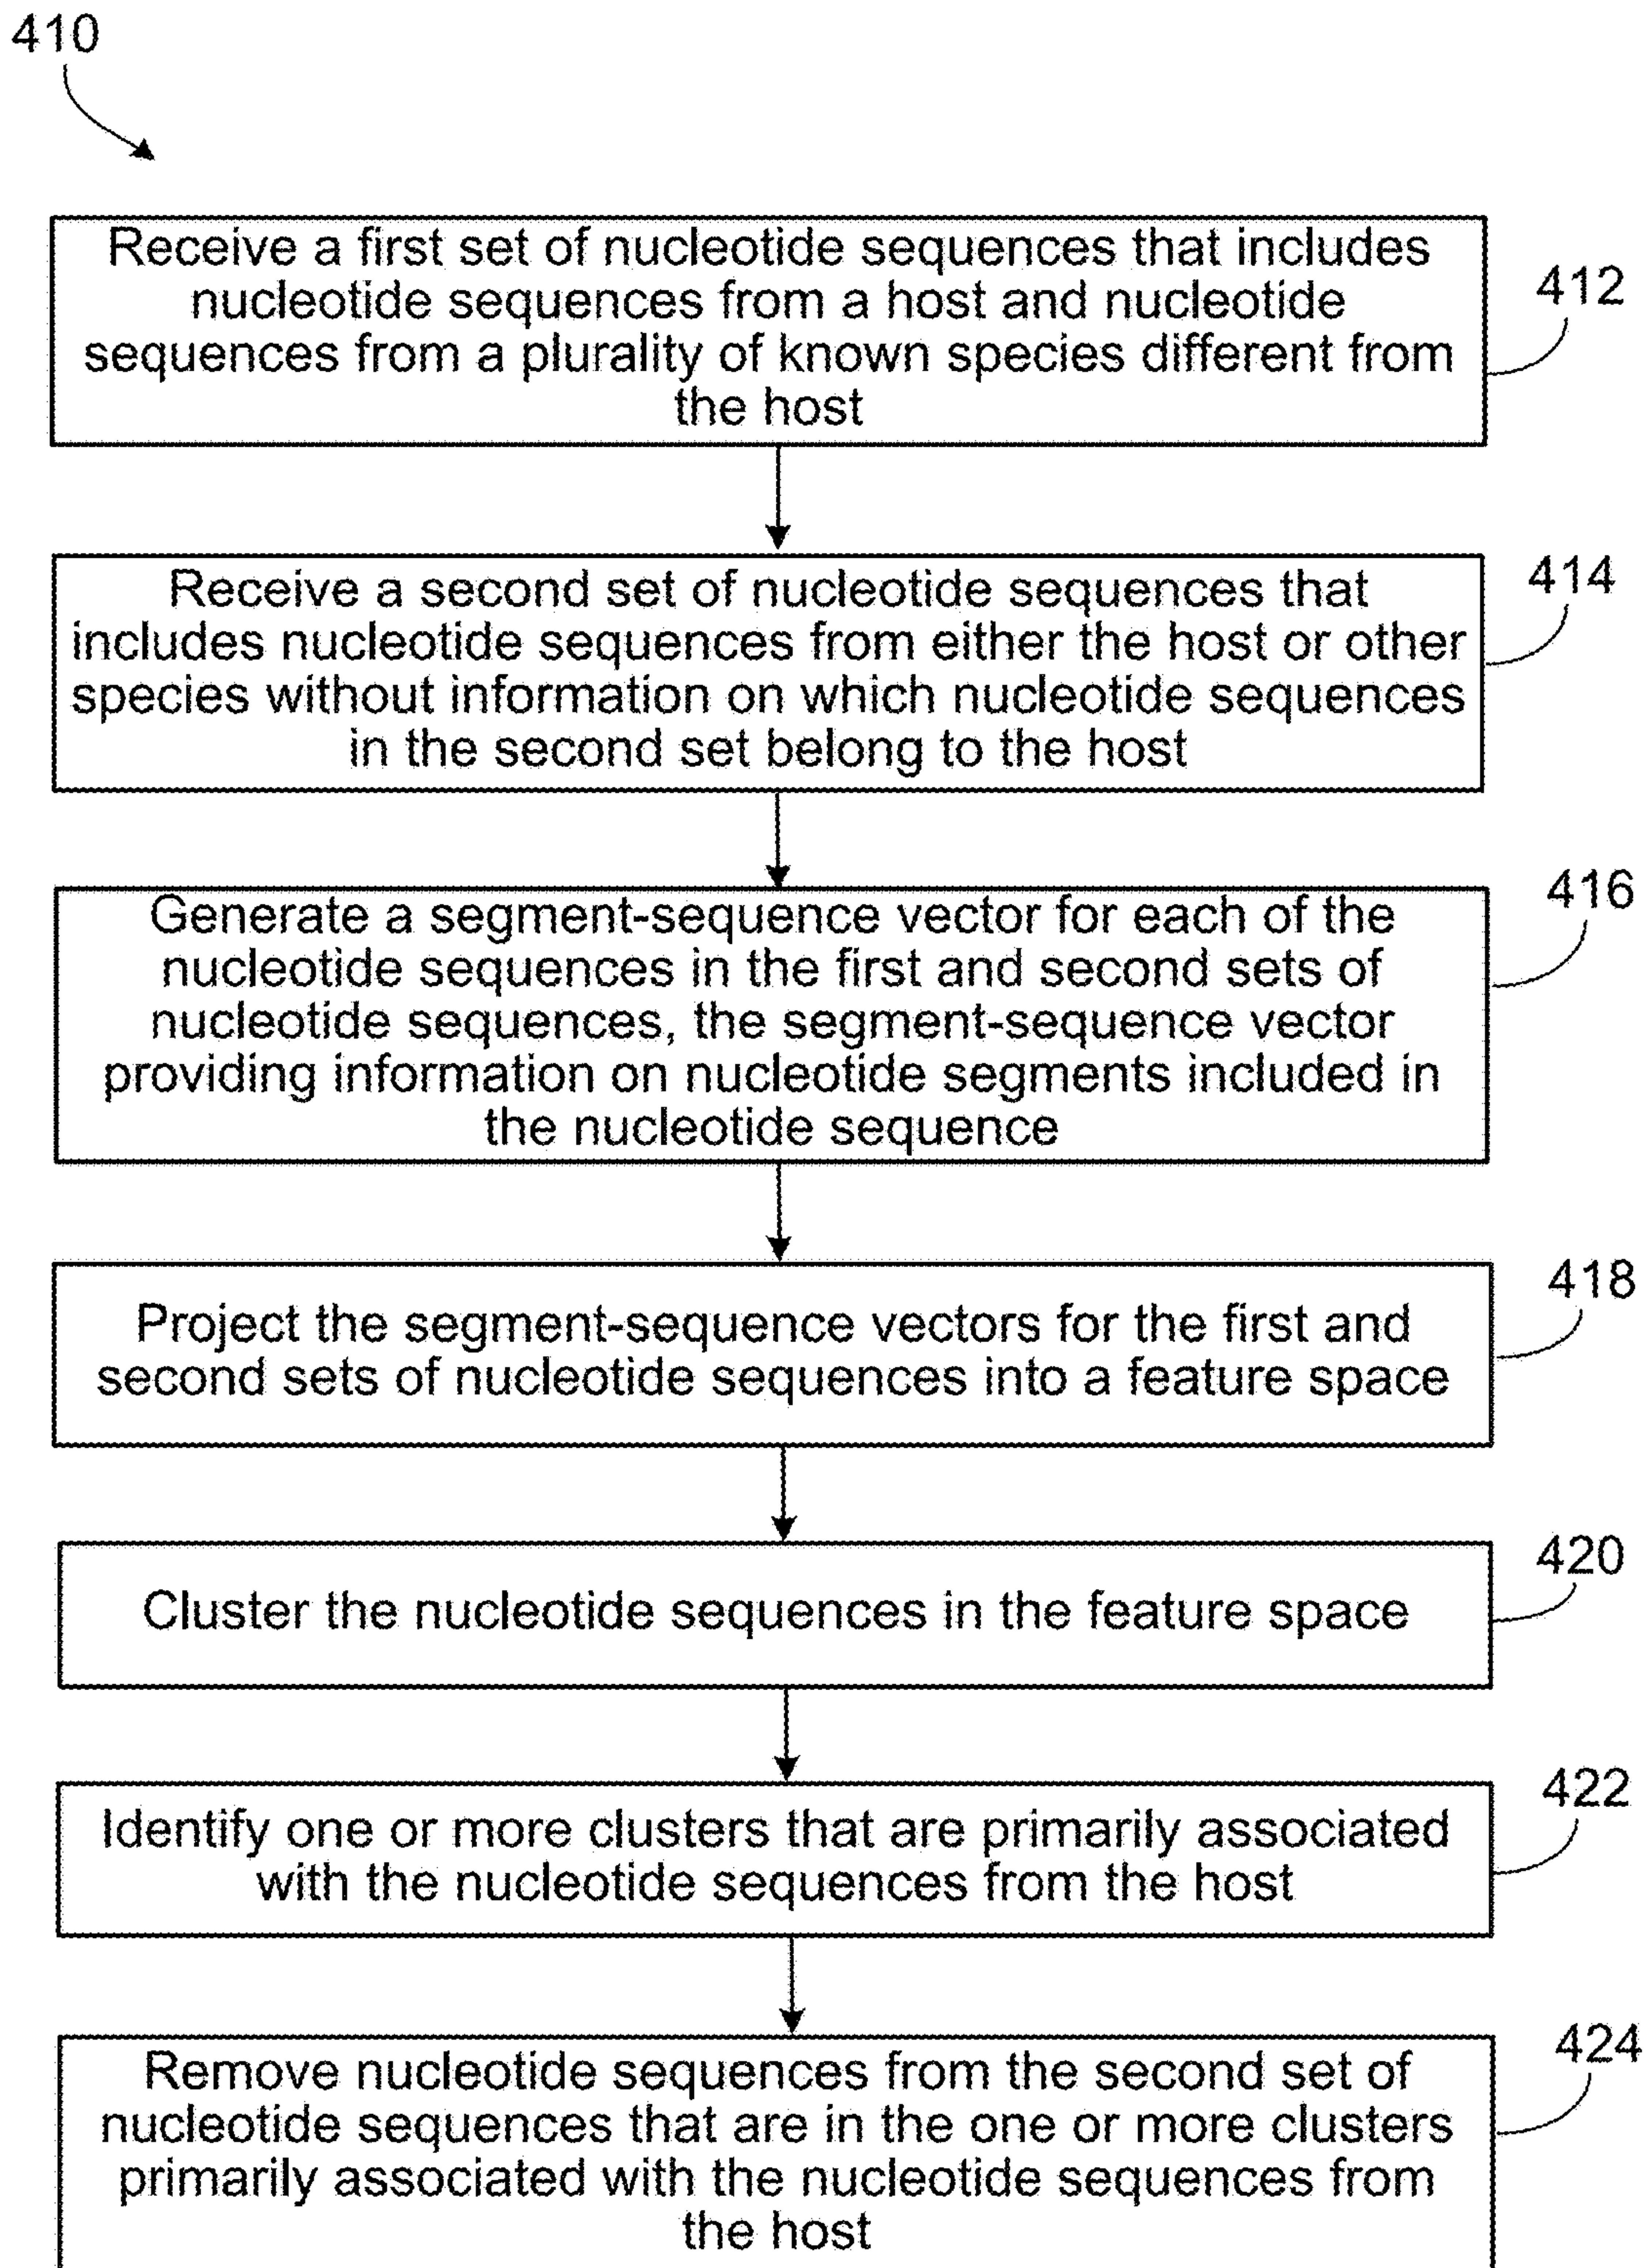 410
Receive a first set of nucleotide sequences that includes
nucleotide sequences from a host and nucleotide
sequences from a plurality of known species different from
the host
412
Receive a second set of nucleotide sequences that
includes nucleotide sequences from either the host or other
species without information on which nucleotide sequences
in the second set belong to the host
414
Generate a segment-sequence vector for each of the
nucleotide sequences in the first and second sets of
nucleotide sequences, the segment-sequence vector
providing information on nucleotide segments included in
the nucleotide sequence
416
Project the segment-sequence vectors for the first and
second sets of nucleotide sequences into a feature space
418
Cluster the nucleotide sequences in the feature space
420
Identify one or more clusters that are primarily associated
with the nucleotide sequences from the host
422
Remove nucleotide sequences from the second set of
nucleotide sequences that are in the one or more clusters
primarily associated with the nucleotide sequences from
the host
424